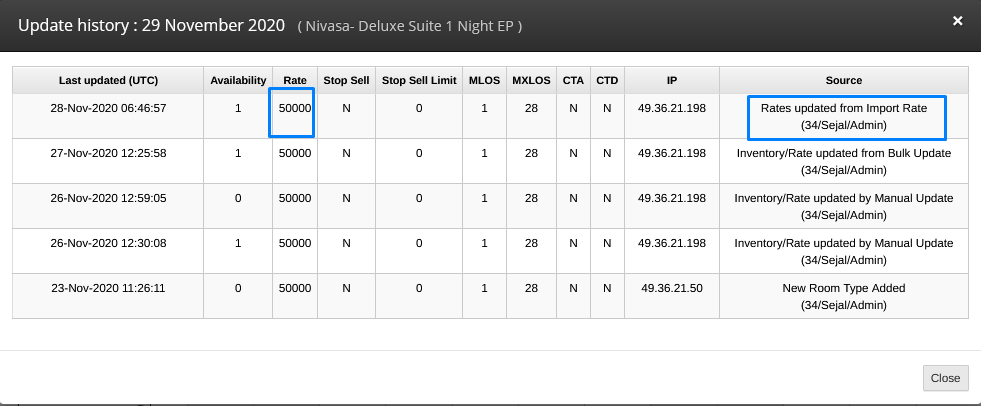 Update history : 29 November 2020 ( Nivasa- Deluxe Suite 1 Night EP ) ×
Last updated (UTC) Availability Rate Stop Sell Stop Sell Limit MLOS MXLOS CTA CTD IP Source
28-Nov-2020 06:46:57 1 50000 N 0 1 28 N N 49.36.21.198 Rates updated from Import Rate
(34/Sejal/Admin)
27-Nov-2020 12:25:58 1 50000 N 0 1 28 N N 49.36.21.198 Inventory/Rate updated from Bulk Update
(34/Sejal/Admin)
26-Nov-2020 12:59:05 0 50000 N 0 1 28 N N 49.36.21.198 Inventory/Rate updated by Manual Update
(34/Sejal/Admin)
26-Nov-2020 12:30:08 1 50000 N 0 1 28 N N 49.36.21.198 Inventory/Rate updated by Manual Update
(34/Sejal/Admin)
23-Nov-2020 11:26:11 0 50000 N 0 1 28 N N 49.36.21.50 New Room Type Added
(34/Sejal/Admin)
Close